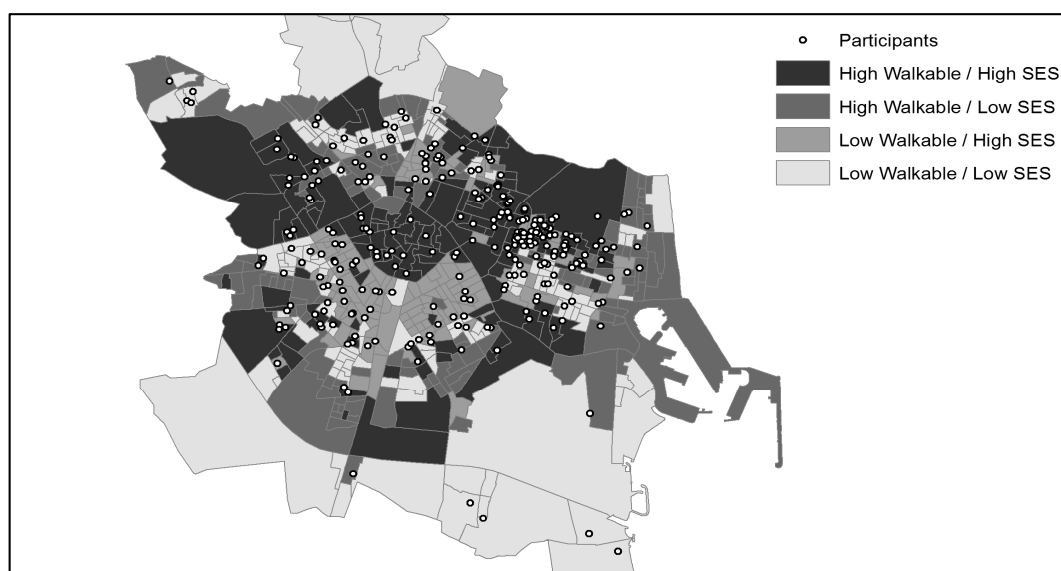 Participants
High Walkable / High SES
High Walkable / Low SES
Low Walkable / High SES
Low Walkable / Low SES